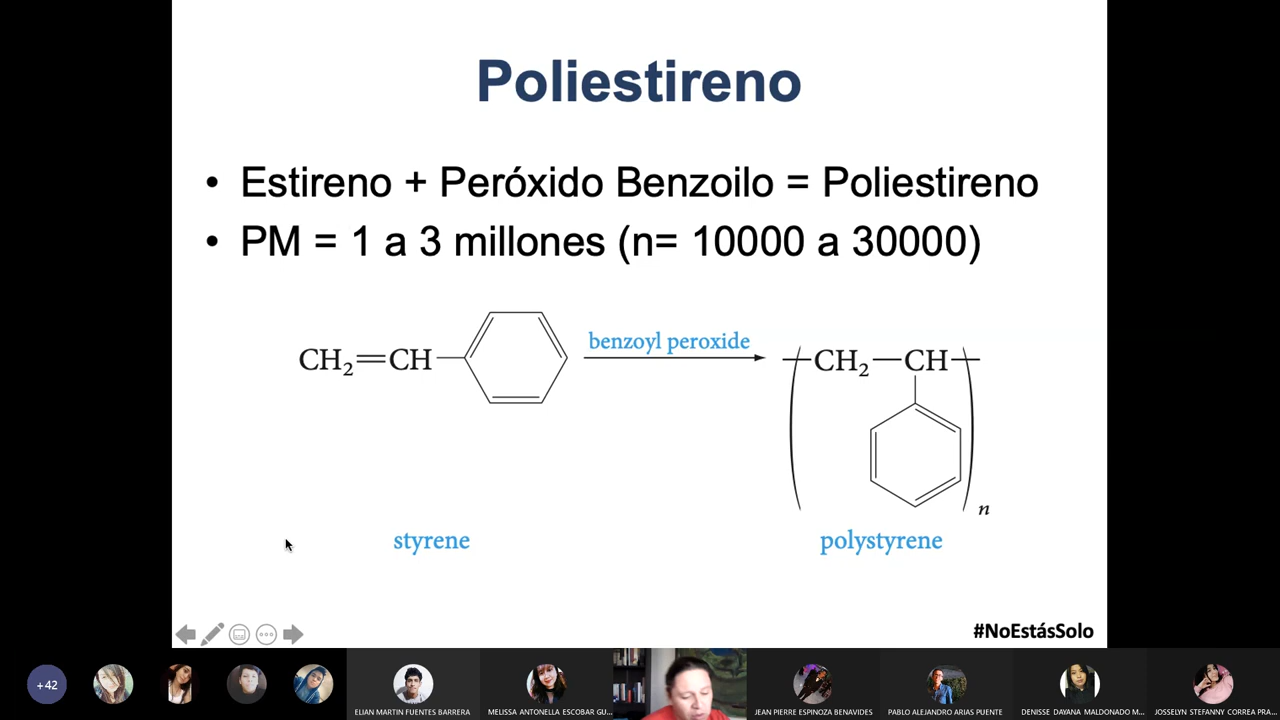 Poliestireno
• Estireno + Peróxido Benzoilo = Poliestireno
• PM = 1 a 3 millones (n= 10000 a 30000)
benzoyl peroxide
CH₂=CH
CH₂—CH
n
styrene
polystyrene
#NoEstásSolo
+42
ELIAN MARTIN FUENTES BARRERA
MELISSA ANTONELLA ESCOBAR GU...
JEAN PIERRE ESPINOZA BENAVIDES
PABLO ALEJANDRO ARIAS PUENTE
DENISSE DAYANA MALDONADO M...
JOSSELYN STEFANNY CORREA PRA...